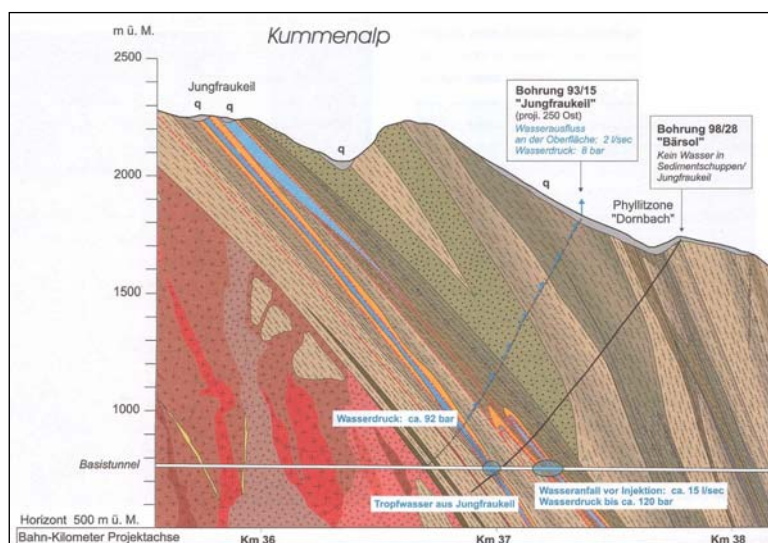 Kummenalp
m ü. M.
2500
2000
1500
1000
Jungfraukeil
q
q
q
q
Bohrung 93/15
"Jungfraukeil"
(proj. 250 Ost)
Wasserausfluss
an der Oberfläche; 2 l/sec
Wasserdruck: 8 bar
Bohrung 98/28
"Bärsol"
Kein Wasser in
Sedimentschuppen/
Jungfraukeil
Phyllitzone
"Dornbach"
Wasserdruck: ca. 92 bar
Basistunnel
Tropfwasser aus Jungfraukeil
Wasseranfall vor Injektion: ca. 15 l/sec
Wasserdruck bis ca. 120 bar
Horizont 500 m ü. M.
Bahn-Kilometer Projektachse
Km 36
Km 37
Km 38